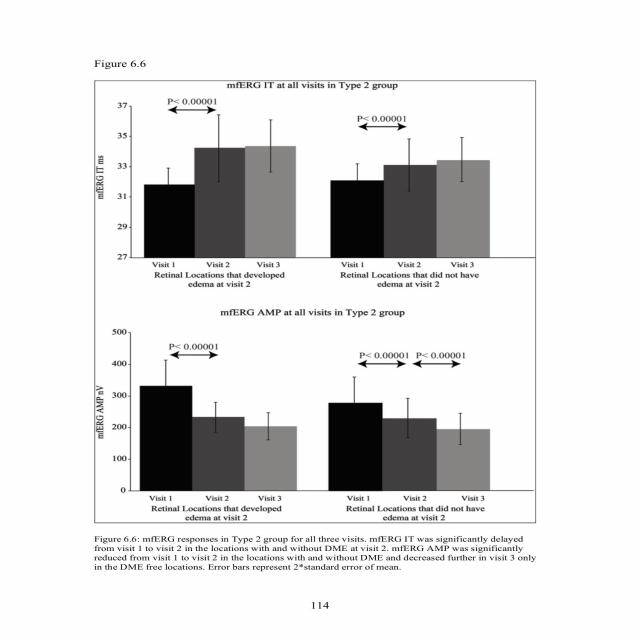 Figure 6.6
mfERG IT at all visits in Type 2 group
P< 0.00001
P< 0.00001
mfERG IT ms
37
35
33
31
29
27
Visit 1 Visit 2 Visit 3
Visit 1 Visit 2 Visit 3
Retinal Locations that developed
edema at visit 2
Retinal Locations that did not have
edema at visit 2
mfERG AMP at all visits in Type 2 group
P< 0.00001
P< 0.00001 P< 0.00001
mfERG AMP nV
500
400
300
200
100
0
Visit 1 Visit 2 Visit 3
Visit 1 Visit 2 Visit 3
Retinal Locations that developed
edema at visit 2
Retinal Locations that did not have
edema at visit 2
Figure 6.6: mfERG responses in Type 2 group for all three visits. mfERG IT was significantly delayed
from visit 1 to visit 2 in the locations with and without DME at visit 2. mfERG AMP was significantly
reduced from visit 1 to visit 2 in the locations with and without DME and decreased further in visit 3 only
in the DME free locations. Error bars represent 2*standard error of mean.
114